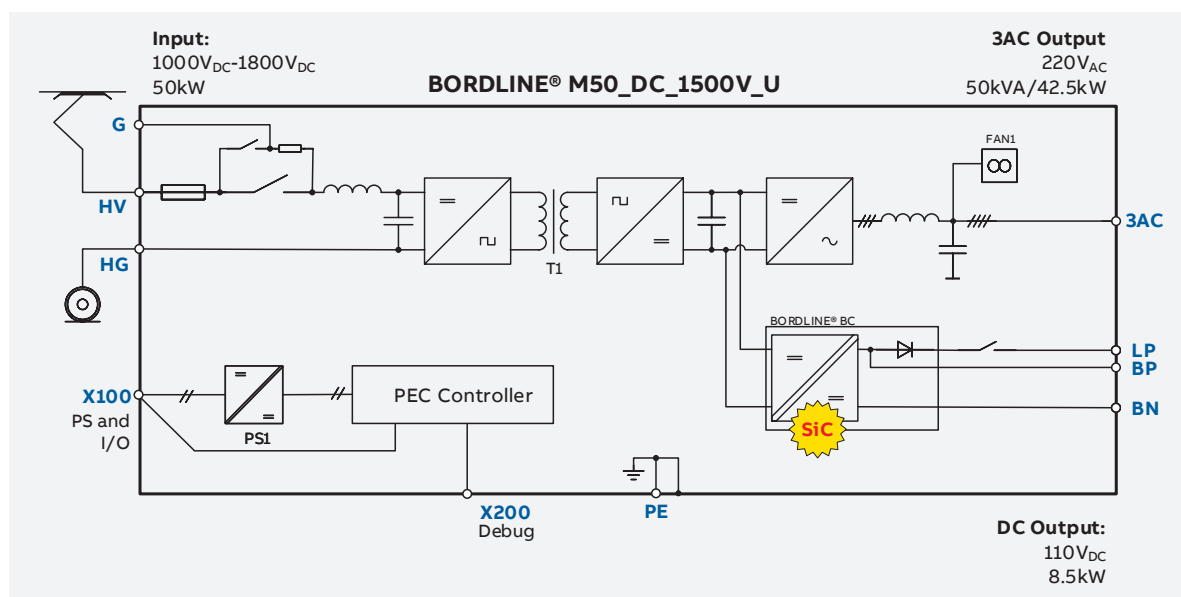 Input:
1000VDC-1800VDC
50kW
BORDLINE® M50_DC_1500V_U
3AC Output
220VAC
50kVA/42.5kW
G
FAN1
HV
3AC
HG
T1
BORDLINE® BC
LP
BP
X100
PS and
I/O
PS1
PEC Controller
BN
SiC
X200
Debug
PE
DC Output:
110VDC
8.5kW